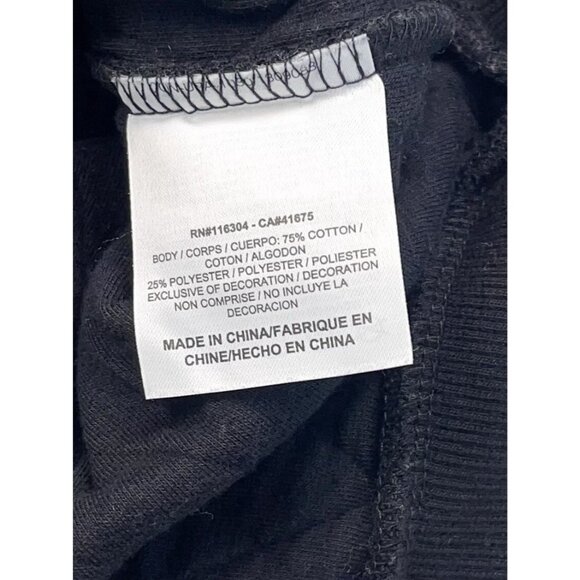 RN#116304 - CA#41675
BODY / CORPS / CUERPO: 75% COTTON /
COTON / ALGODON
25% POLYESTER / POLYESTER / POLIESTER
EXCLUSIVE OF DECORATION / DECORATION
NON COMPRISE / NO INCLUYE LA
DECORACION
MADE IN CHINA/FABRIQUE EN
CHINE/HECHO EN CHINA